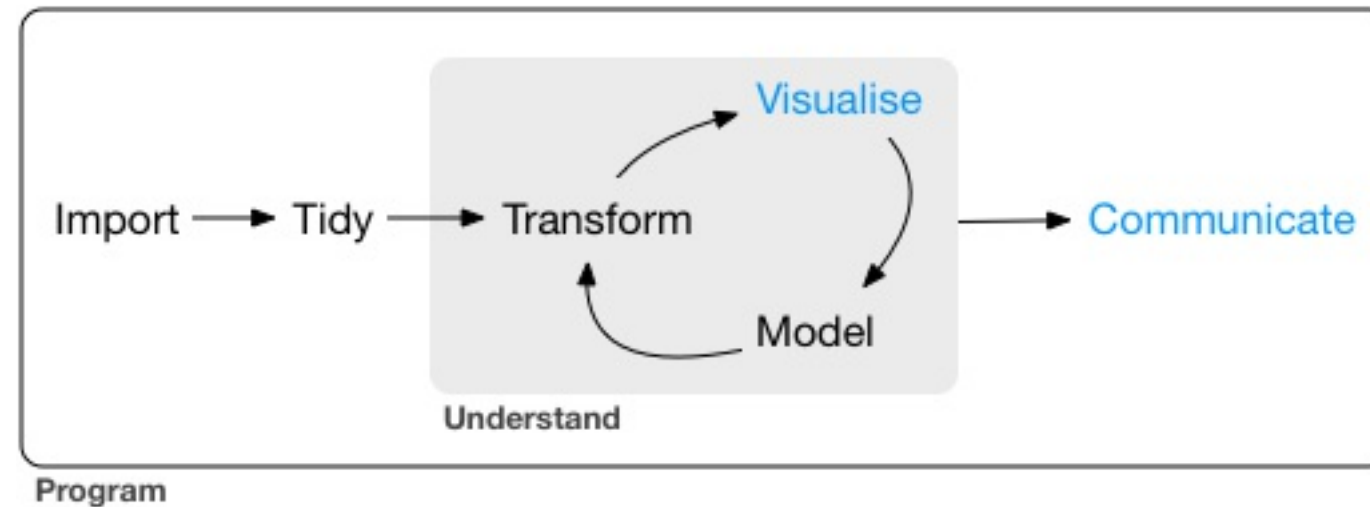 Visualise
Import Tidy Transform Communicate
Model
Understand
Program